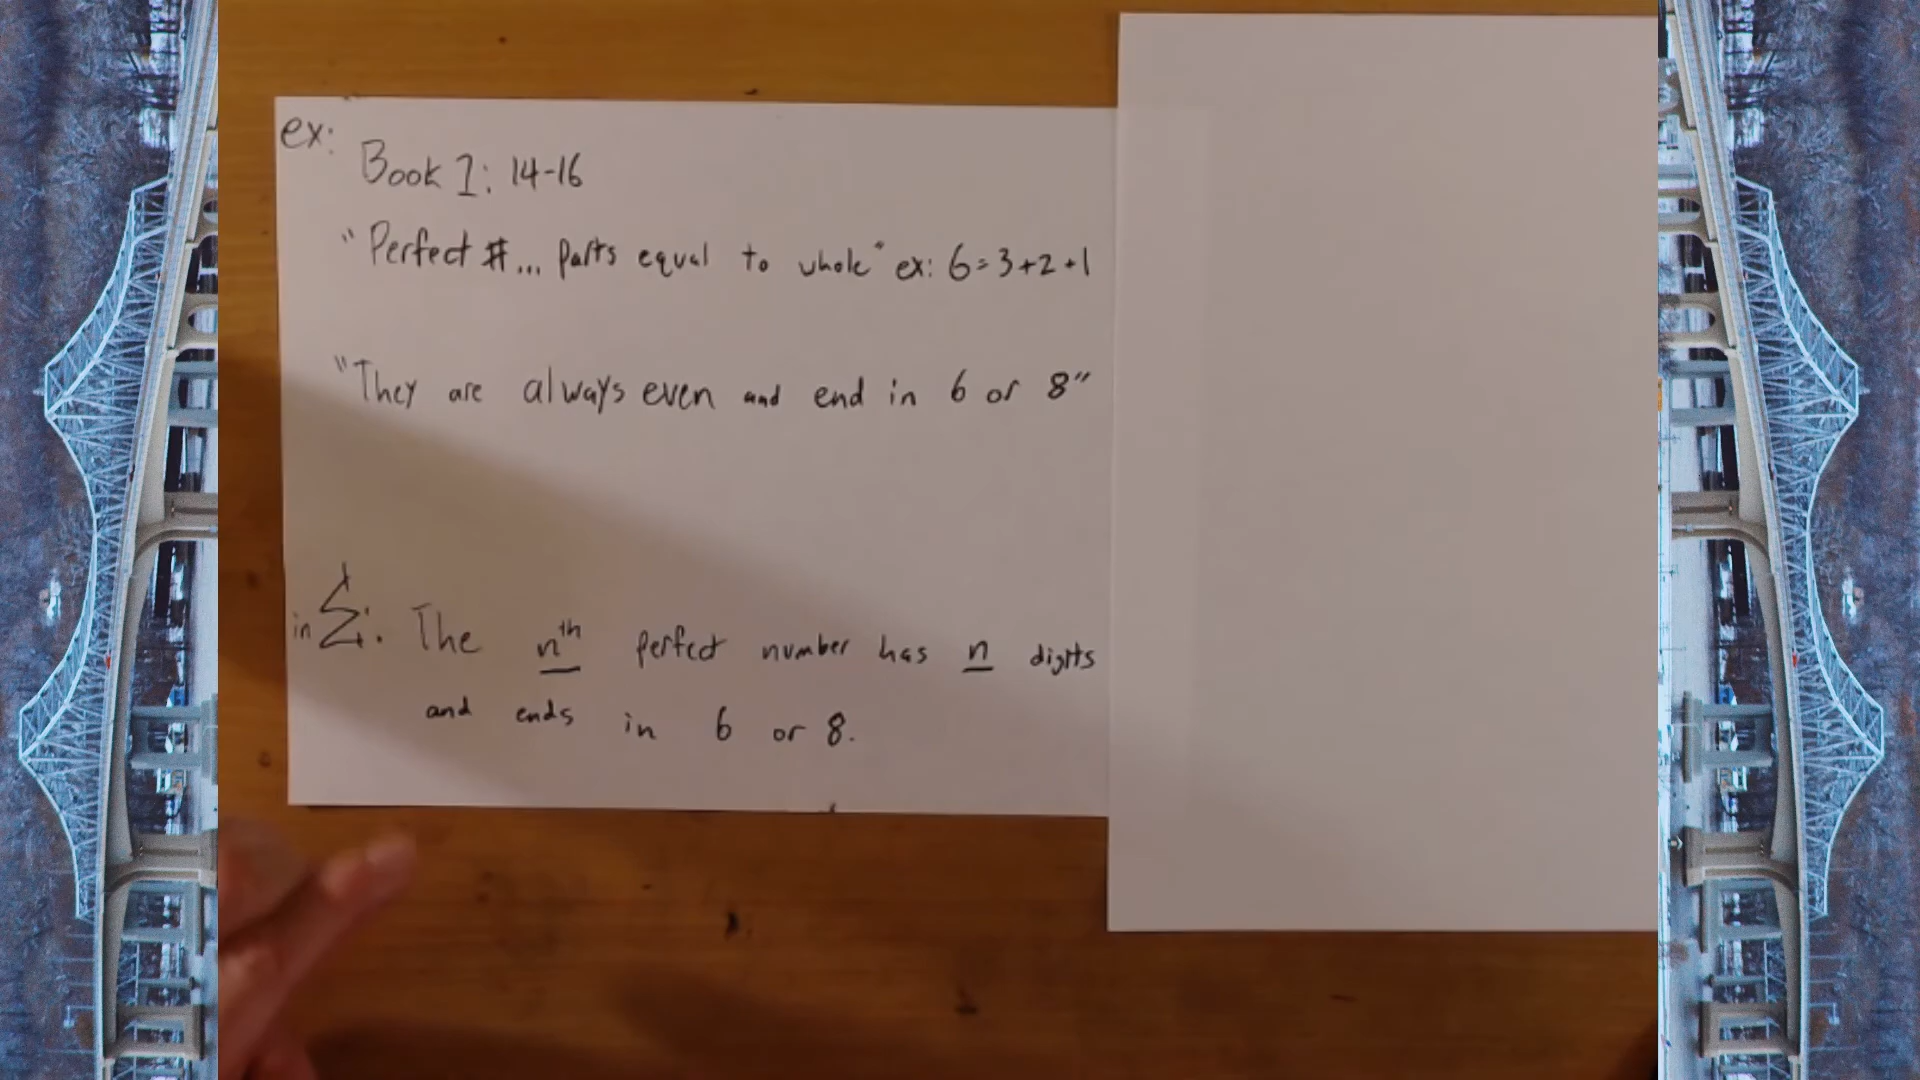 ex:
Book 1: 14-16
"Perfect #... parts equal to whole" ex: 6=3+2+1
"They are always even and end in 6 or 8"
in Σ: The nth perfect number has n digits
and ends in 6 or 8.